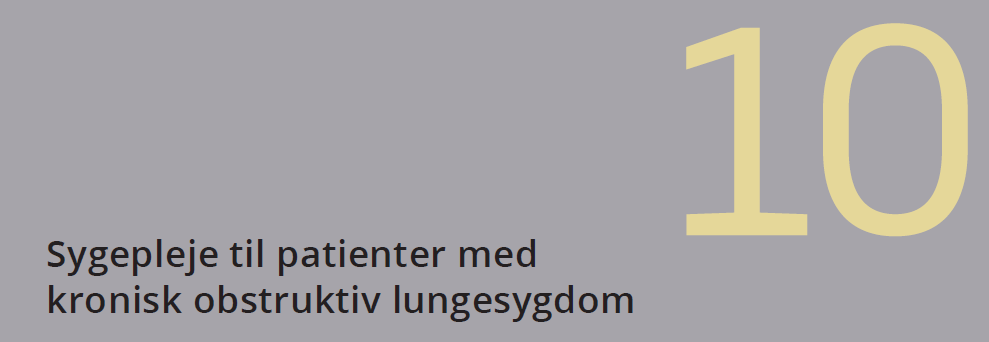 10
Sygepleje til patienter med
kronisk obstruktiv lungesygdom